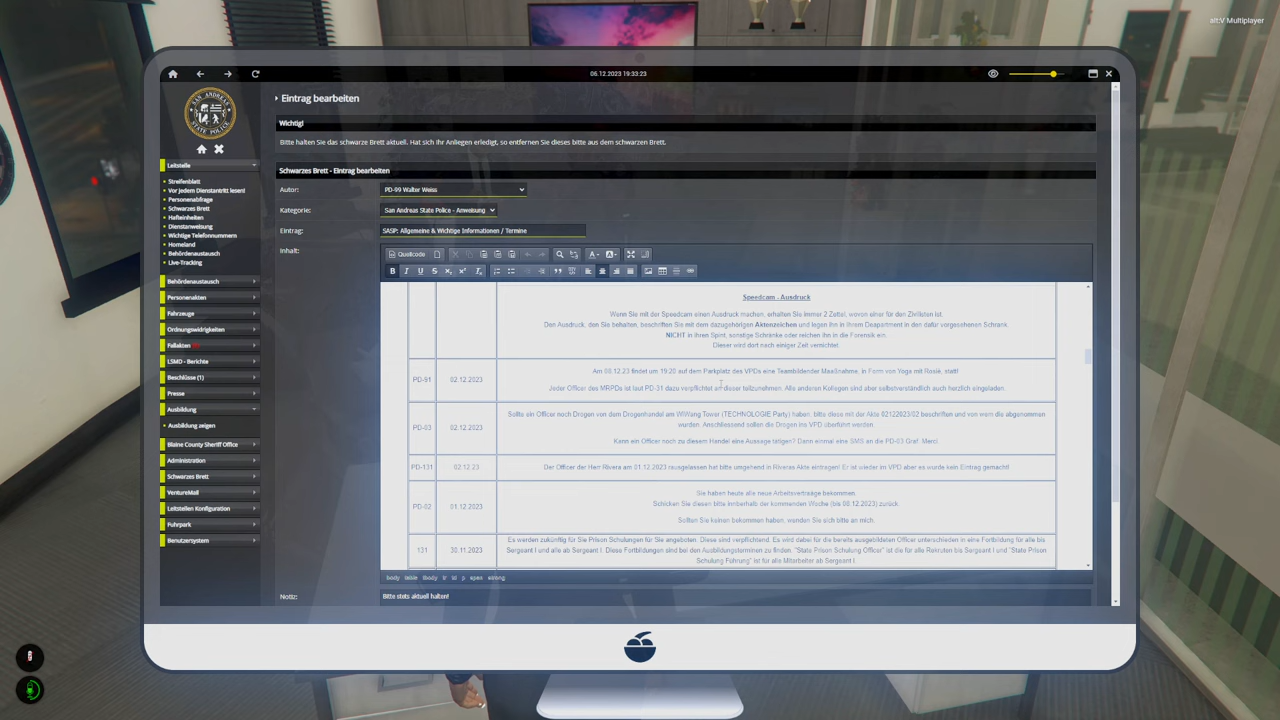 alt:V Multiplayer
06.12.2023 19:33:23
SAN ANDREAS
STATE POLICE
Leitstelle
Streifenblatt
Vor jedem Dienstantritt lesen!
Personenabfrage
Schwarzes Brett
Hafteinheiten
Dienstanweisung
Wichtige Telefonnummern
Homeland
Behördenaustausch
Live-Tracking
Behördenaustausch
Personenakten
Fahrzeuge
Ordnungswidrigkeiten
Fallakten
LSMD - Berichte
Beschlüsse (1)
Presse
Ausbildung
Ausbildung zeigen
Blaine County Sheriff Office
Administration
Schwarzes Brett
VentureMail
Leitstellen Konfiguration
Fuhrpark
Benutzersystem
Eintrag bearbeiten
Wichtig!
Bitte halten Sie das schwarze Brett aktuell. Hat sich Ihr Anliegen erledigt, so entfernen Sie dieses bitte aus dem schwarzen Brett.
Schwarzes Brett - Eintrag bearbeiten
Autor: PD-99 Walter Weiss
Kategorie: San Andreas State Police - Anweisung
Eintrag: SASP: Allgemeine & Wichtige Informationen / Termine
Inhalt:
Quellcode
Speedcam - Ausdruck
Wenn Sie mit der Speedcam einen Ausdruck machen, erhalten Sie immer 2 Zettel, wovon einer für den Zivilisten ist.
Den Ausdruck, den Sie behalten, beschriften Sie mit dem dazugehörigen Aktenzeichen und legen ihn in Ihrem Deapartment in den dafür vorgesehenen Schrank.
NICHT in ihren Spint, sonstige Schränke oder reichen ihn in die Forensik ein.
Dieser wird dort nach einiger Zeit vernichtet.
PD-91 02.12.2023
Am 08.12.23 findet um 19:20 auf dem Parkplatz des VPDs eine Teambildender Maaßnahme, in Form von Yoga mit Roxie, statt!
Jeder Officer des MRPDs ist laut PD-31 dazu verpflichtet an dieser teilzunehmen. Alle anderen Kollegen sind aber selbstverständlich auch herzlich eingeladen.
PD-03 02.12.2023
Sollte ein Officer noch Drogen von dem Drogenhandel am WiWang Tower (TECHNOLOGIE Party) haben, bitte diese mit der Akte 02122023/02 beschriften und von wem die abgenommen
wurden. Anschliessend sollen die Drogen ins VPD überführt werden.
Kann ein Officer noch zu diesem Handel eine Aussage tätigen? Dann einmal eine SMS an die PD-03 Graf. Merci
PD-131 02.12.23
Der Officer der Herr Rivera am 01.12.2023 rausgelassen hat bitte umgehend in Riveras Akte eintragen! Er ist wieder im VPD aber es wurde kein Eintrag gemacht!
PD-02 01.12.2023
Sie haben heute alle neue Arbeitsverträge bekommen.
Schicken Sie diesen bitte innherhalb der kommenden Woche (bis 08.12.2023) zurück
Sollten Sie keinen bekommen haben, wenden Sie sich bitte an mich.
131 30.11.2023
Es werden zukünftig für Sie Prison Schulungen für Sie angeboten. Diese sind verpflichtend. Es wird dabei für die bereits ausgebildeten Officer unterschieden in eine Fortbildung für alle bis
Sergeant I und alle ab Sergeant I. Diese Fortbildungen sind bei den Ausbildungsterminen zu finden. "State Prison Schulung Officer" ist die für alle Rekruten bis Sergeant I und "State Prison
Schulung Führung" ist für alle Mitarbeiter ab Sergeant I.
body table tbody tr td p span strong
Notiz: Bitte stets aktuell halten!